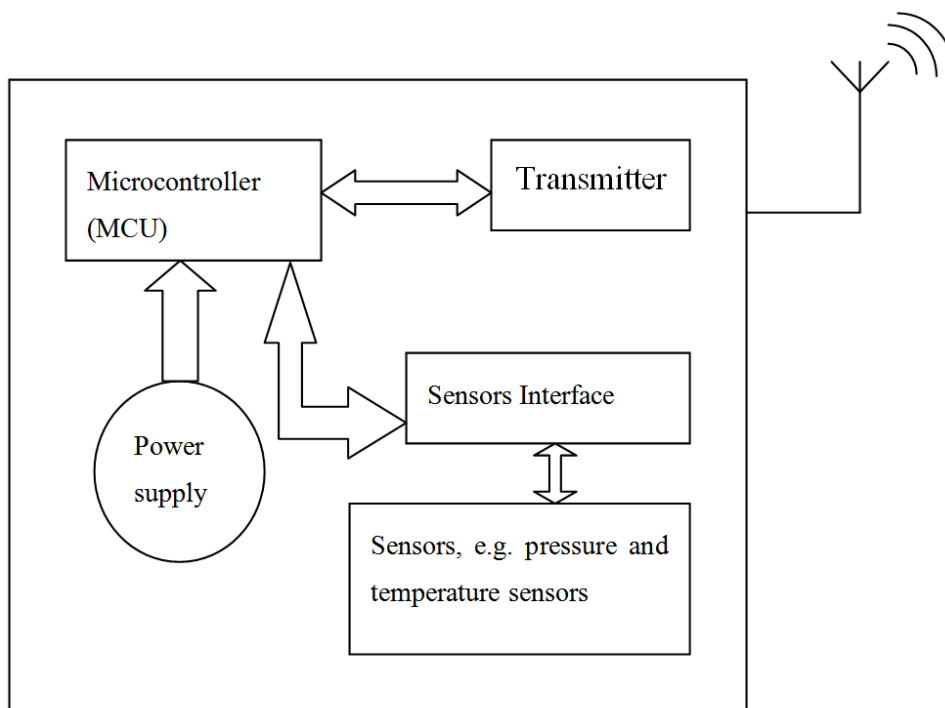 Microcontroller
(MCU)
Transmitter
Sensors Interface
Power
supply
Sensors, e.g. pressure and
temperature sensors